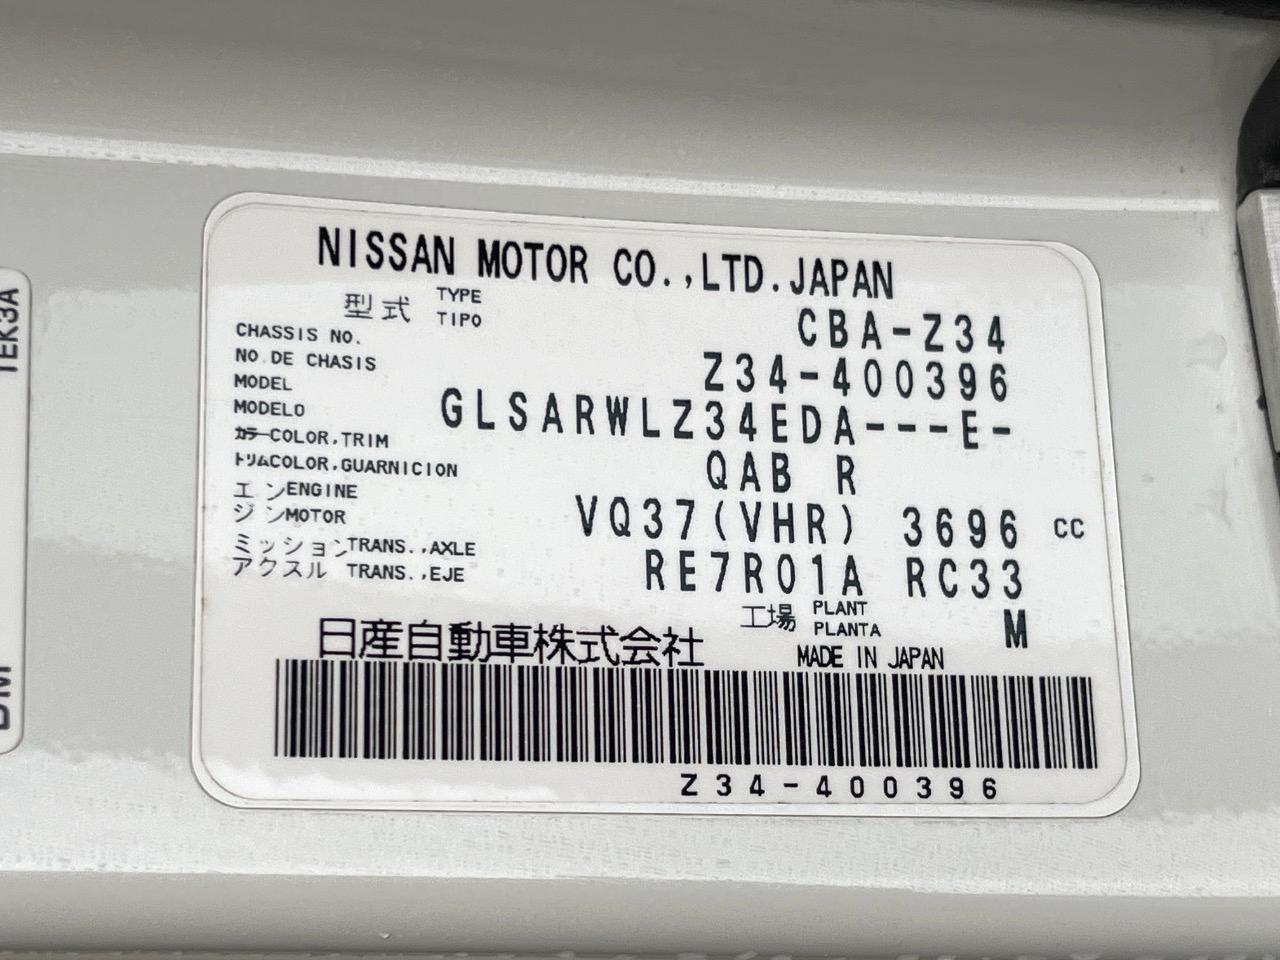 NISSAN MOTOR CO.,LTD.JAPAN
型式 TYPE
TIPO
CBA-Z34
CHASSIS NO.
NO.DE CHASIS
Z34-400396
MODEL
MODELO
GLSARWLZ34EDA---E-
カラーCOLOR,TRIM
トリムCOLOR,GUARNICION
QAB R
エンENGINE
ジンMOTOR
VQ37(VHR) 3696 CC
ミッションTRANS.,AXLE
アクスル TRANS.,EJE
RE7R01A RC33
工場 PLANT
PLANTA
M
日産自動車株式会社
MADE IN JAPAN
Z34-400396
TEK3A